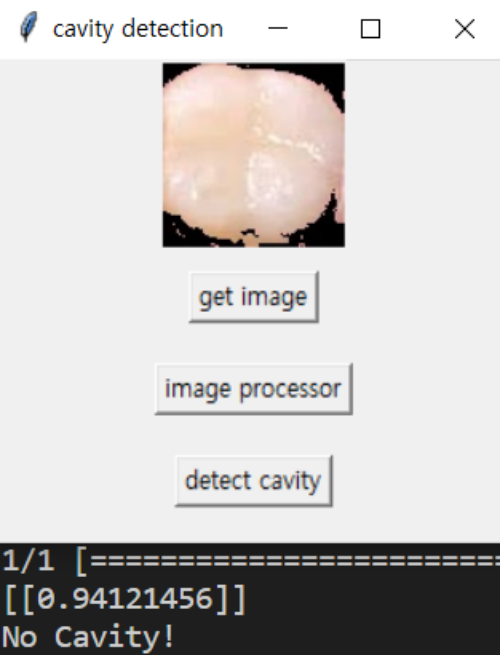 cavity detection
get image
image processor
detect cavity
1/1 [=========================
[[0.94121456]]
No Cavity!